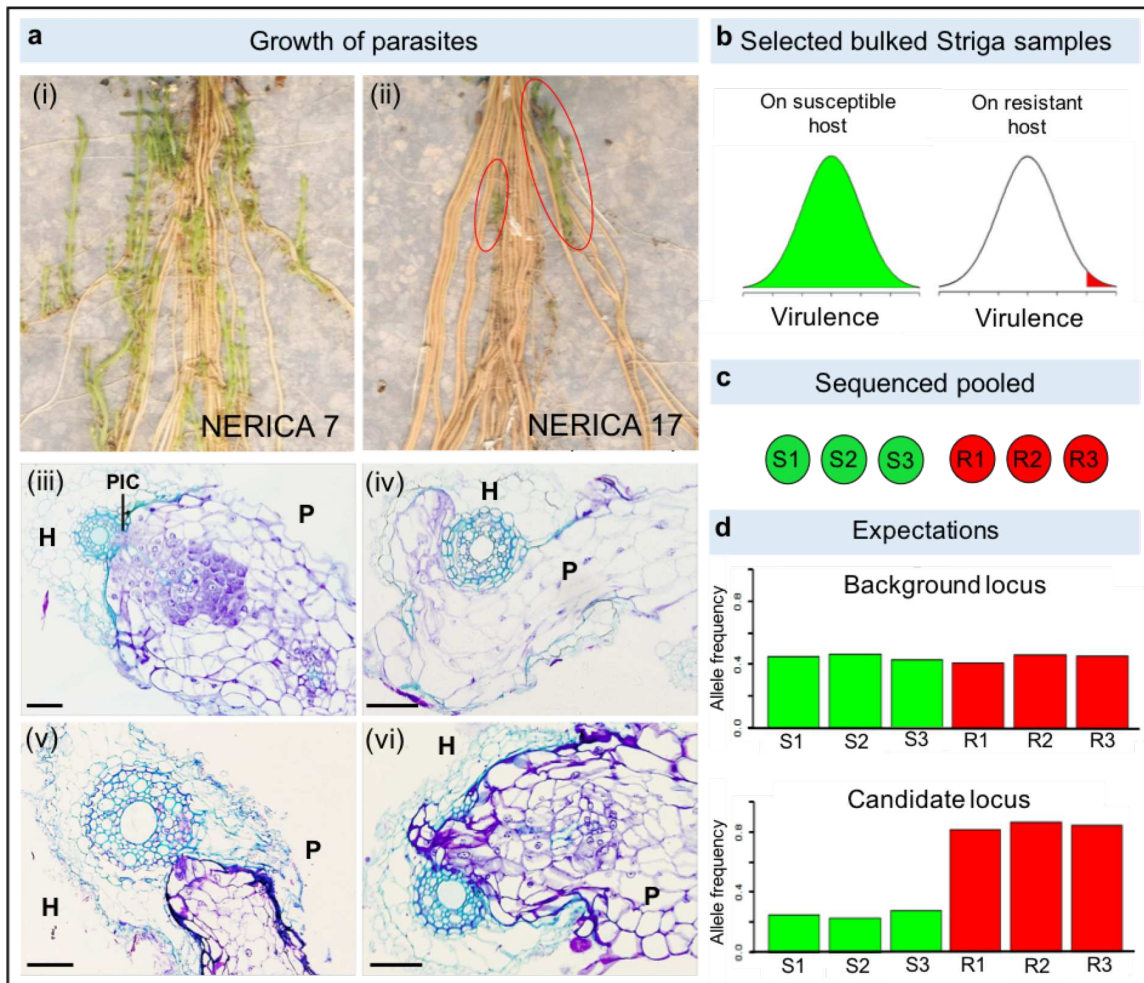 a
Growth of parasites
(i)
NERICA 7
(ii)
NERICA 17
(iii)
PIC
H
P
(iv)
H
P
(v)
H
P
(vi)
H
P
b
Selected bulked Striga samples
On susceptible
host
Virulence
On resistant
host
Virulence
c
Sequenced pooled
S1 S2 S3 R1 R2 R3
d
Expectations
Background locus
Allele frequency
0.8
0.4
0.0
S1 S2 S3 R1 R2 R3
Candidate locus
Allele frequency
0.8
0.4
0.0
S1 S2 S3 R1 R2 R3